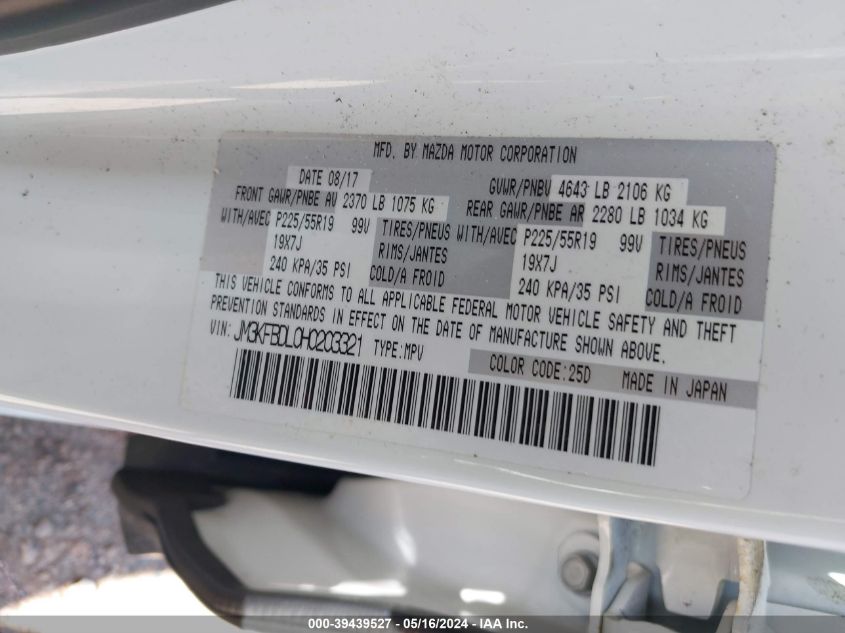 MFD. BY MAZDA MOTOR CORPORATION
DATE 08/17 GVWR/PNBV 4643 LB 2106 KG
FRONT GAWR/PNBE AV 2370 LB 1075 KG REAR GAWR/PNBE AR 2280 LB 1034 KG
WITH/AVEC P225/55R19 99V TIRES/PNEUS WITH/AVEC P225/55R19 99V TIRES/PNEUS
19X7J RIMS/JANTES 19X7J RIMS/JANTES
240 KPA/35 PSI COLD/A FROID 240 KPA/35 PSI COLD/A FROID
THIS VEHICLE CONFORMS TO ALL APPLICABLE FEDERAL MOTOR VEHICLE SAFETY AND THEFT
PREVENTION STANDARDS IN EFFECT ON THE DATE OF MANUFACTURE SHOWN ABOVE.
VIN: JM3KFBDL0H0203321 TYPE:MPV
COLOR CODE:25D MADE IN JAPAN
000-39439527 - 05/16/2024 - IAA Inc.